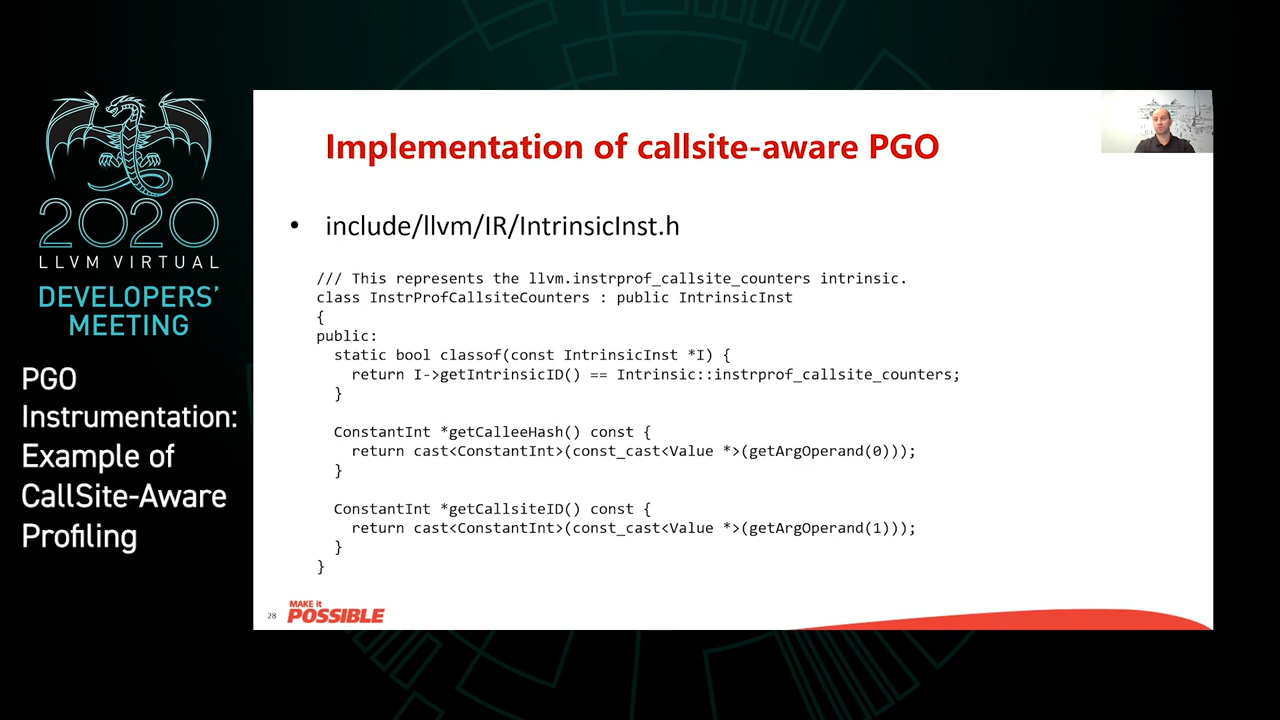 2020
LLVM VIRTUAL
DEVELOPERS'
MEETING
PGO
Instrumentation:
Example of
CallSite-Aware
Profiling
Implementation of callsite-aware PGO
• include/llvm/IR/IntrinsicInst.h
/// This represents the llvm.instrprof_callsite_counters intrinsic.
class InstrProfCallsiteCounters : public IntrinsicInst
{
public:
  static bool classof(const IntrinsicInst *I) {
    return I->getIntrinsicID() == Intrinsic::instrprof_callsite_counters;
  }
  ConstantInt *getCalleeHash() const {
    return cast<ConstantInt>(const_cast<Value *>(getArgOperand(0)));
  }
  ConstantInt *getCallsiteID() const {
    return cast<ConstantInt>(const_cast<Value *>(getArgOperand(1)));
  }
}
28
MAKE it
POSSIBLE